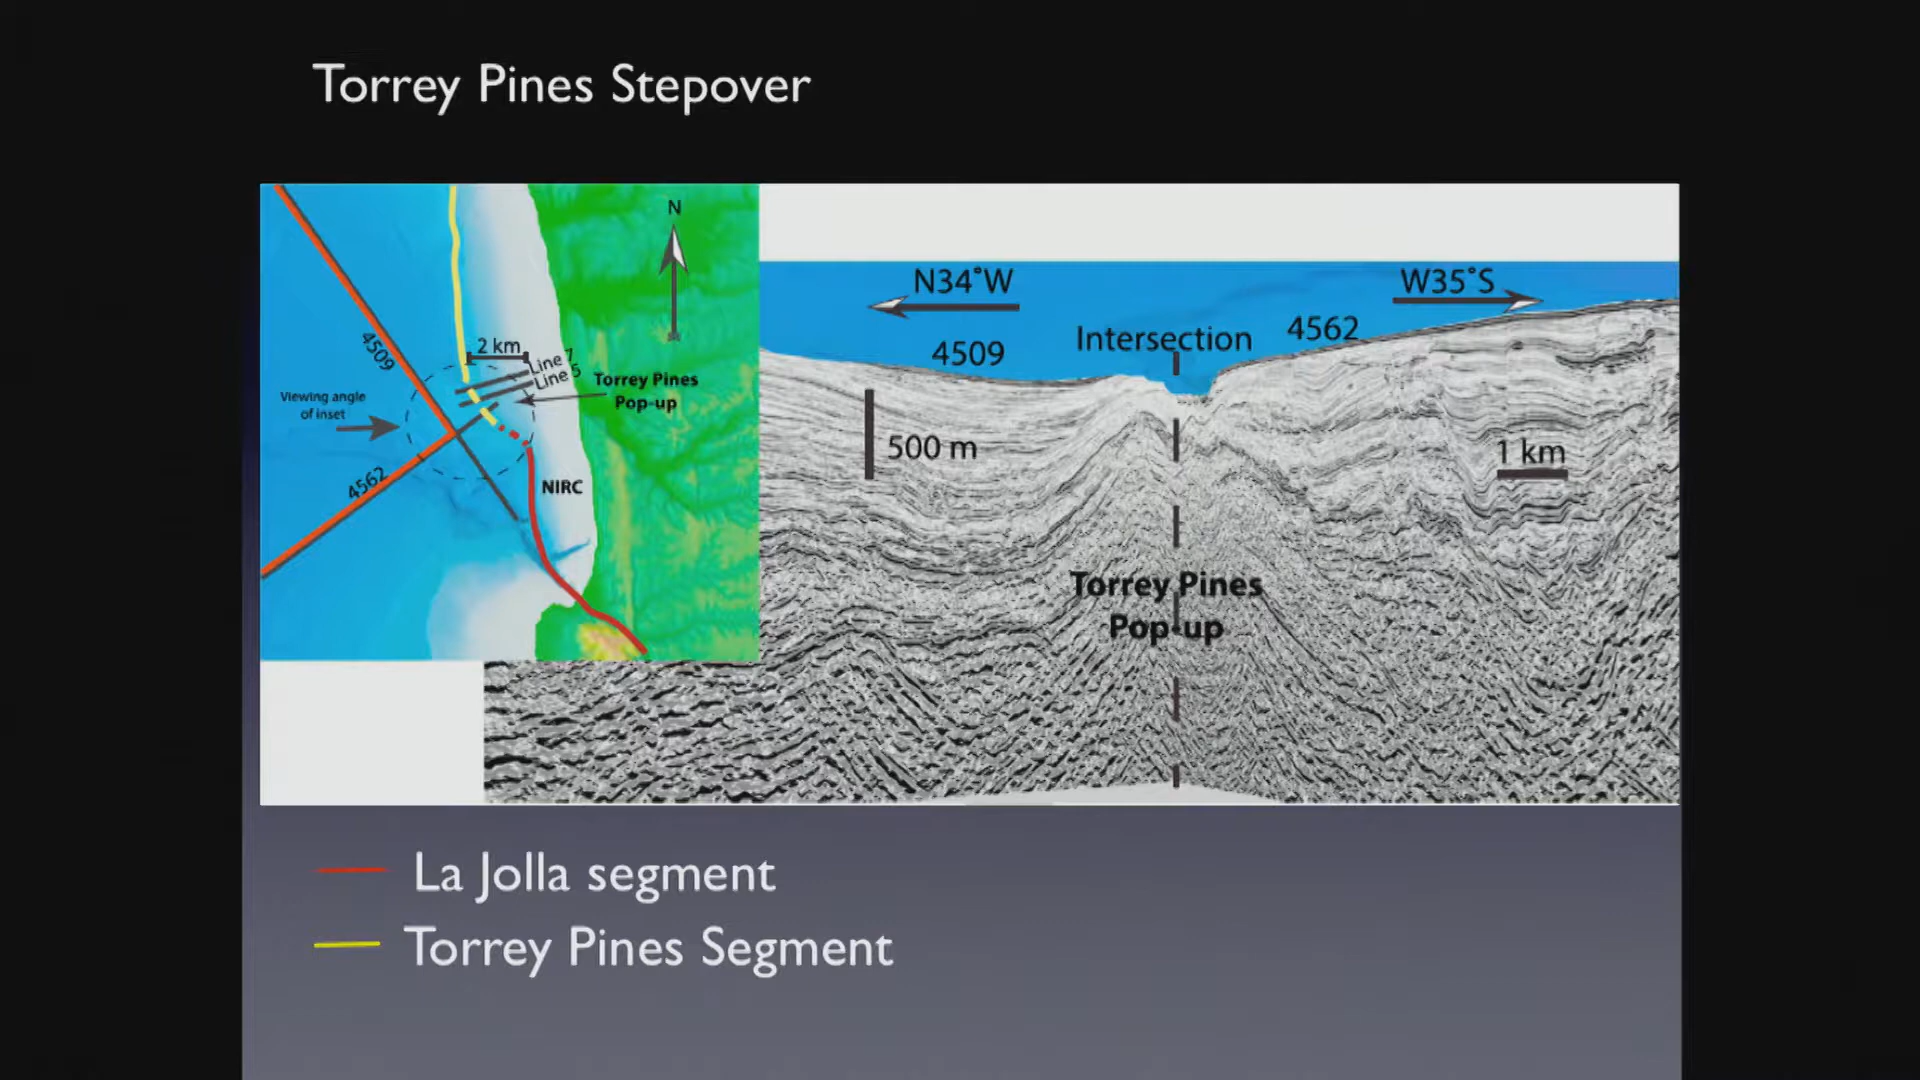 Torrey Pines Stepover
N
4509
2 km
Line 7
Line 5
Torrey Pines
Pop-up
Viewing angle
of inset
4562
NIRC
N34°W
W35°S
4509
Intersection
4562
500 m
1 km
Torrey Pines
Pop-up
La Jolla segment
Torrey Pines Segment